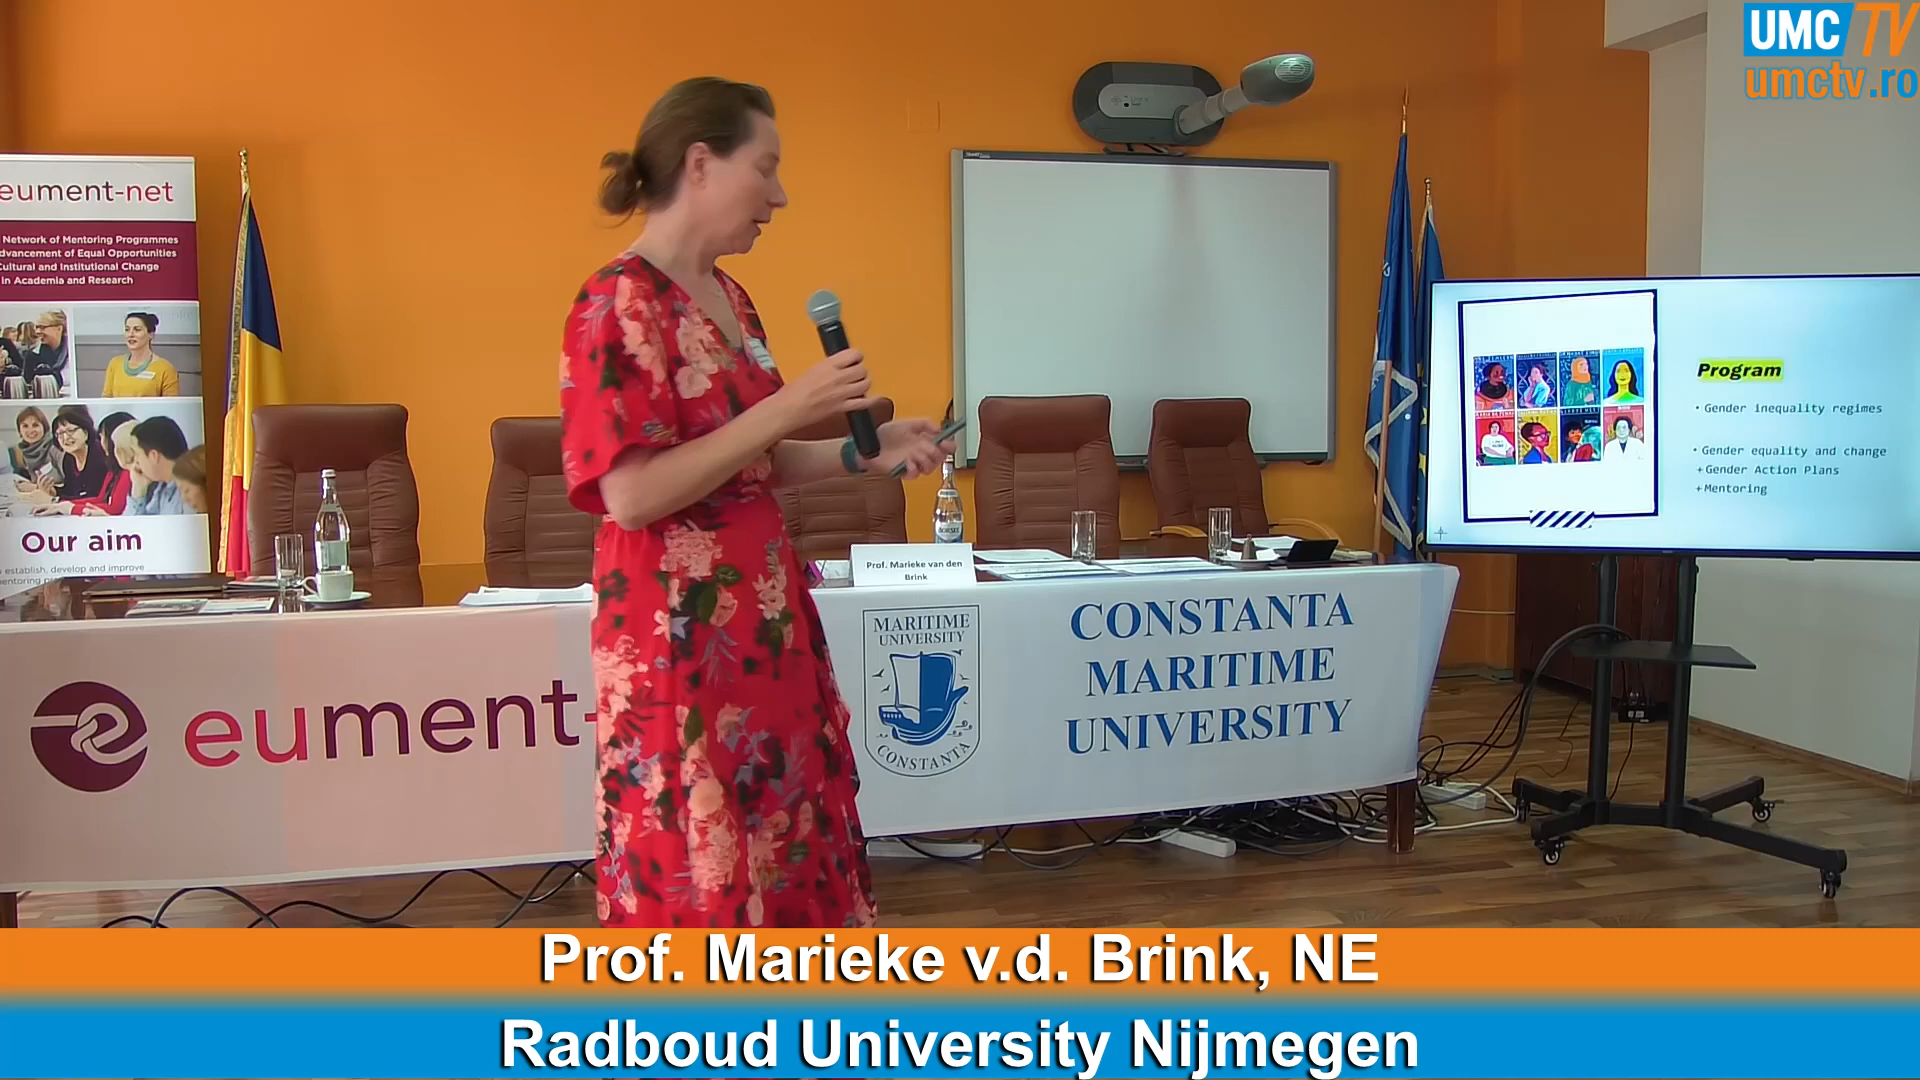 UMC TV
umctv.ro
eument-net
Network of Mentoring Programmes
dvancement of Equal Opportunities
Cultural and Institutional Change
in Academia and Research
Our aim
establish, develop and improve
Program
• Gender inequality regimes
• Gender equality and change
+Gender Action Plans
+Mentoring
Prof. Marieke van den
Brink
eument-
MARITIME
UNIVERSITY
CONSTANTA
CONSTANTA
MARITIME
UNIVERSITY
Prof. Marieke v.d. Brink, NE
Radboud University Nijmegen